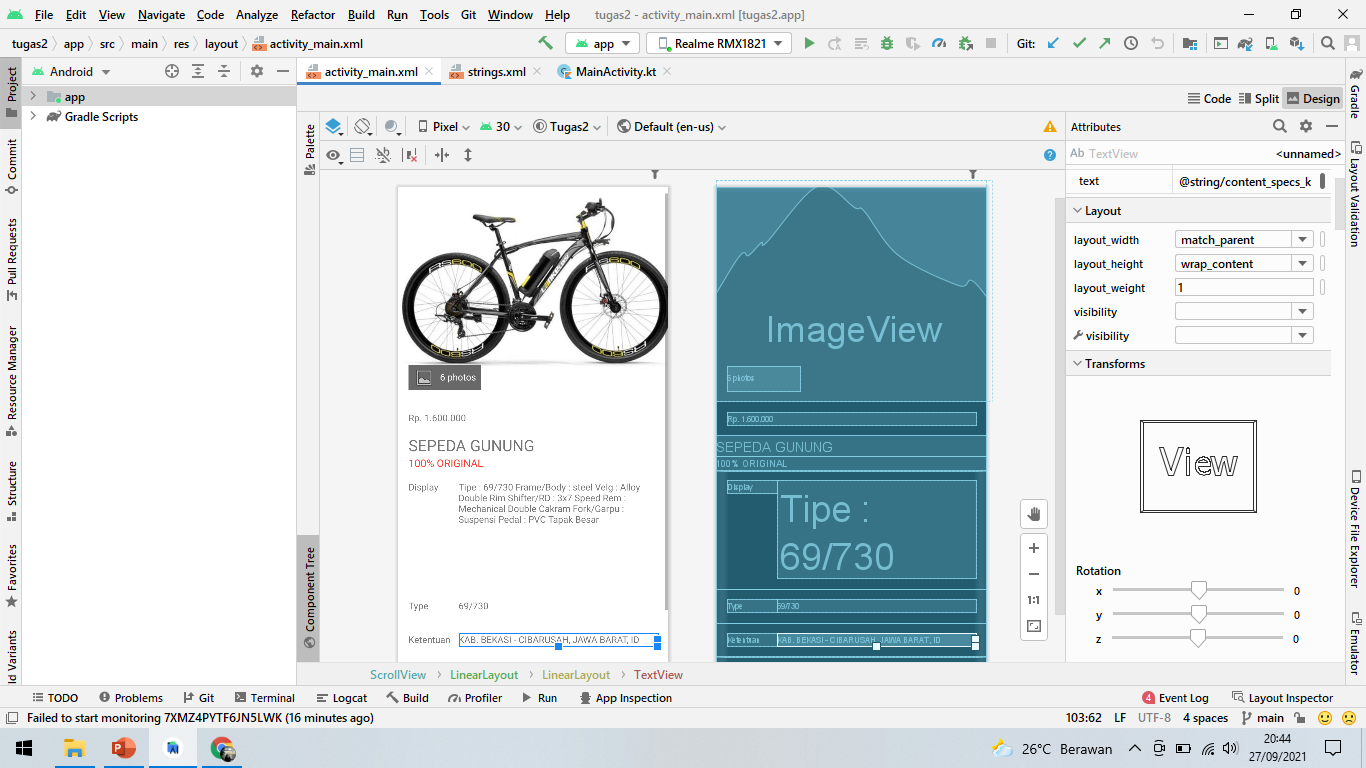 File Edit View Navigate Code Analyze Refactor Build Run Tools Git Window Help tugas2 - activity_main.xml [tugas2.app]
tugas2 app src main res layout activity_main.xml app Realme RMX1821 Git:
Android activity_main.xml strings.xml MainActivity.kt
app
Gradle Scripts
Code Split Design
Pixel 30 Tugas2 Default (en-us)
Attributes
Ab TextView <unnamed>
text @string/content_specs_k
Layout
layout_width match_parent
layout_height wrap_content
layout_weight 1
visibility
visibility
Transforms
View
Rotation
x 0
y 0
z 0
Project
Commit
Pull Requests
Resource Manager
Structure
Favorites
ld Variants
Palette
Component Tree
Gradle
Layout Validation
Device File Explorer
Emulator
RS600
6 photos
Rp. 1.600.000
SEPEDA GUNUNG
100% ORIGINAL
Display Tipe : 69/730 Frame/Body : steel Velg : Alloy
Double Rim Shifter/RD : 3x7 Speed Rem :
Mechanical Double Cakram Fork/Garpu :
Suspensi Pedal : PVC Tapak Besar
Type 69/730
Ketentuan KAB. BEKASI - CIBARUSAH, JAWA BARAT, ID
ImageView
6 photos
Rp. 1.600.000
SEPEDA GUNUNG
100% ORIGINAL
Display Tipe :
69/730
Type 69/730
Ketentuan KAB. BEKASI - CIBARUSAH, JAWA BARAT, ID
1:1
ScrollView LinearLayout LinearLayout TextView
TODO Problems Git Terminal Logcat Build Profiler Run App Inspection 4 Event Log Layout Inspector
Failed to start monitoring 7XMZ4PYTF6JN5LWK (16 minutes ago) 103:62 LF UTF-8 4 spaces main
26°C Berawan 20:44
27/09/2021